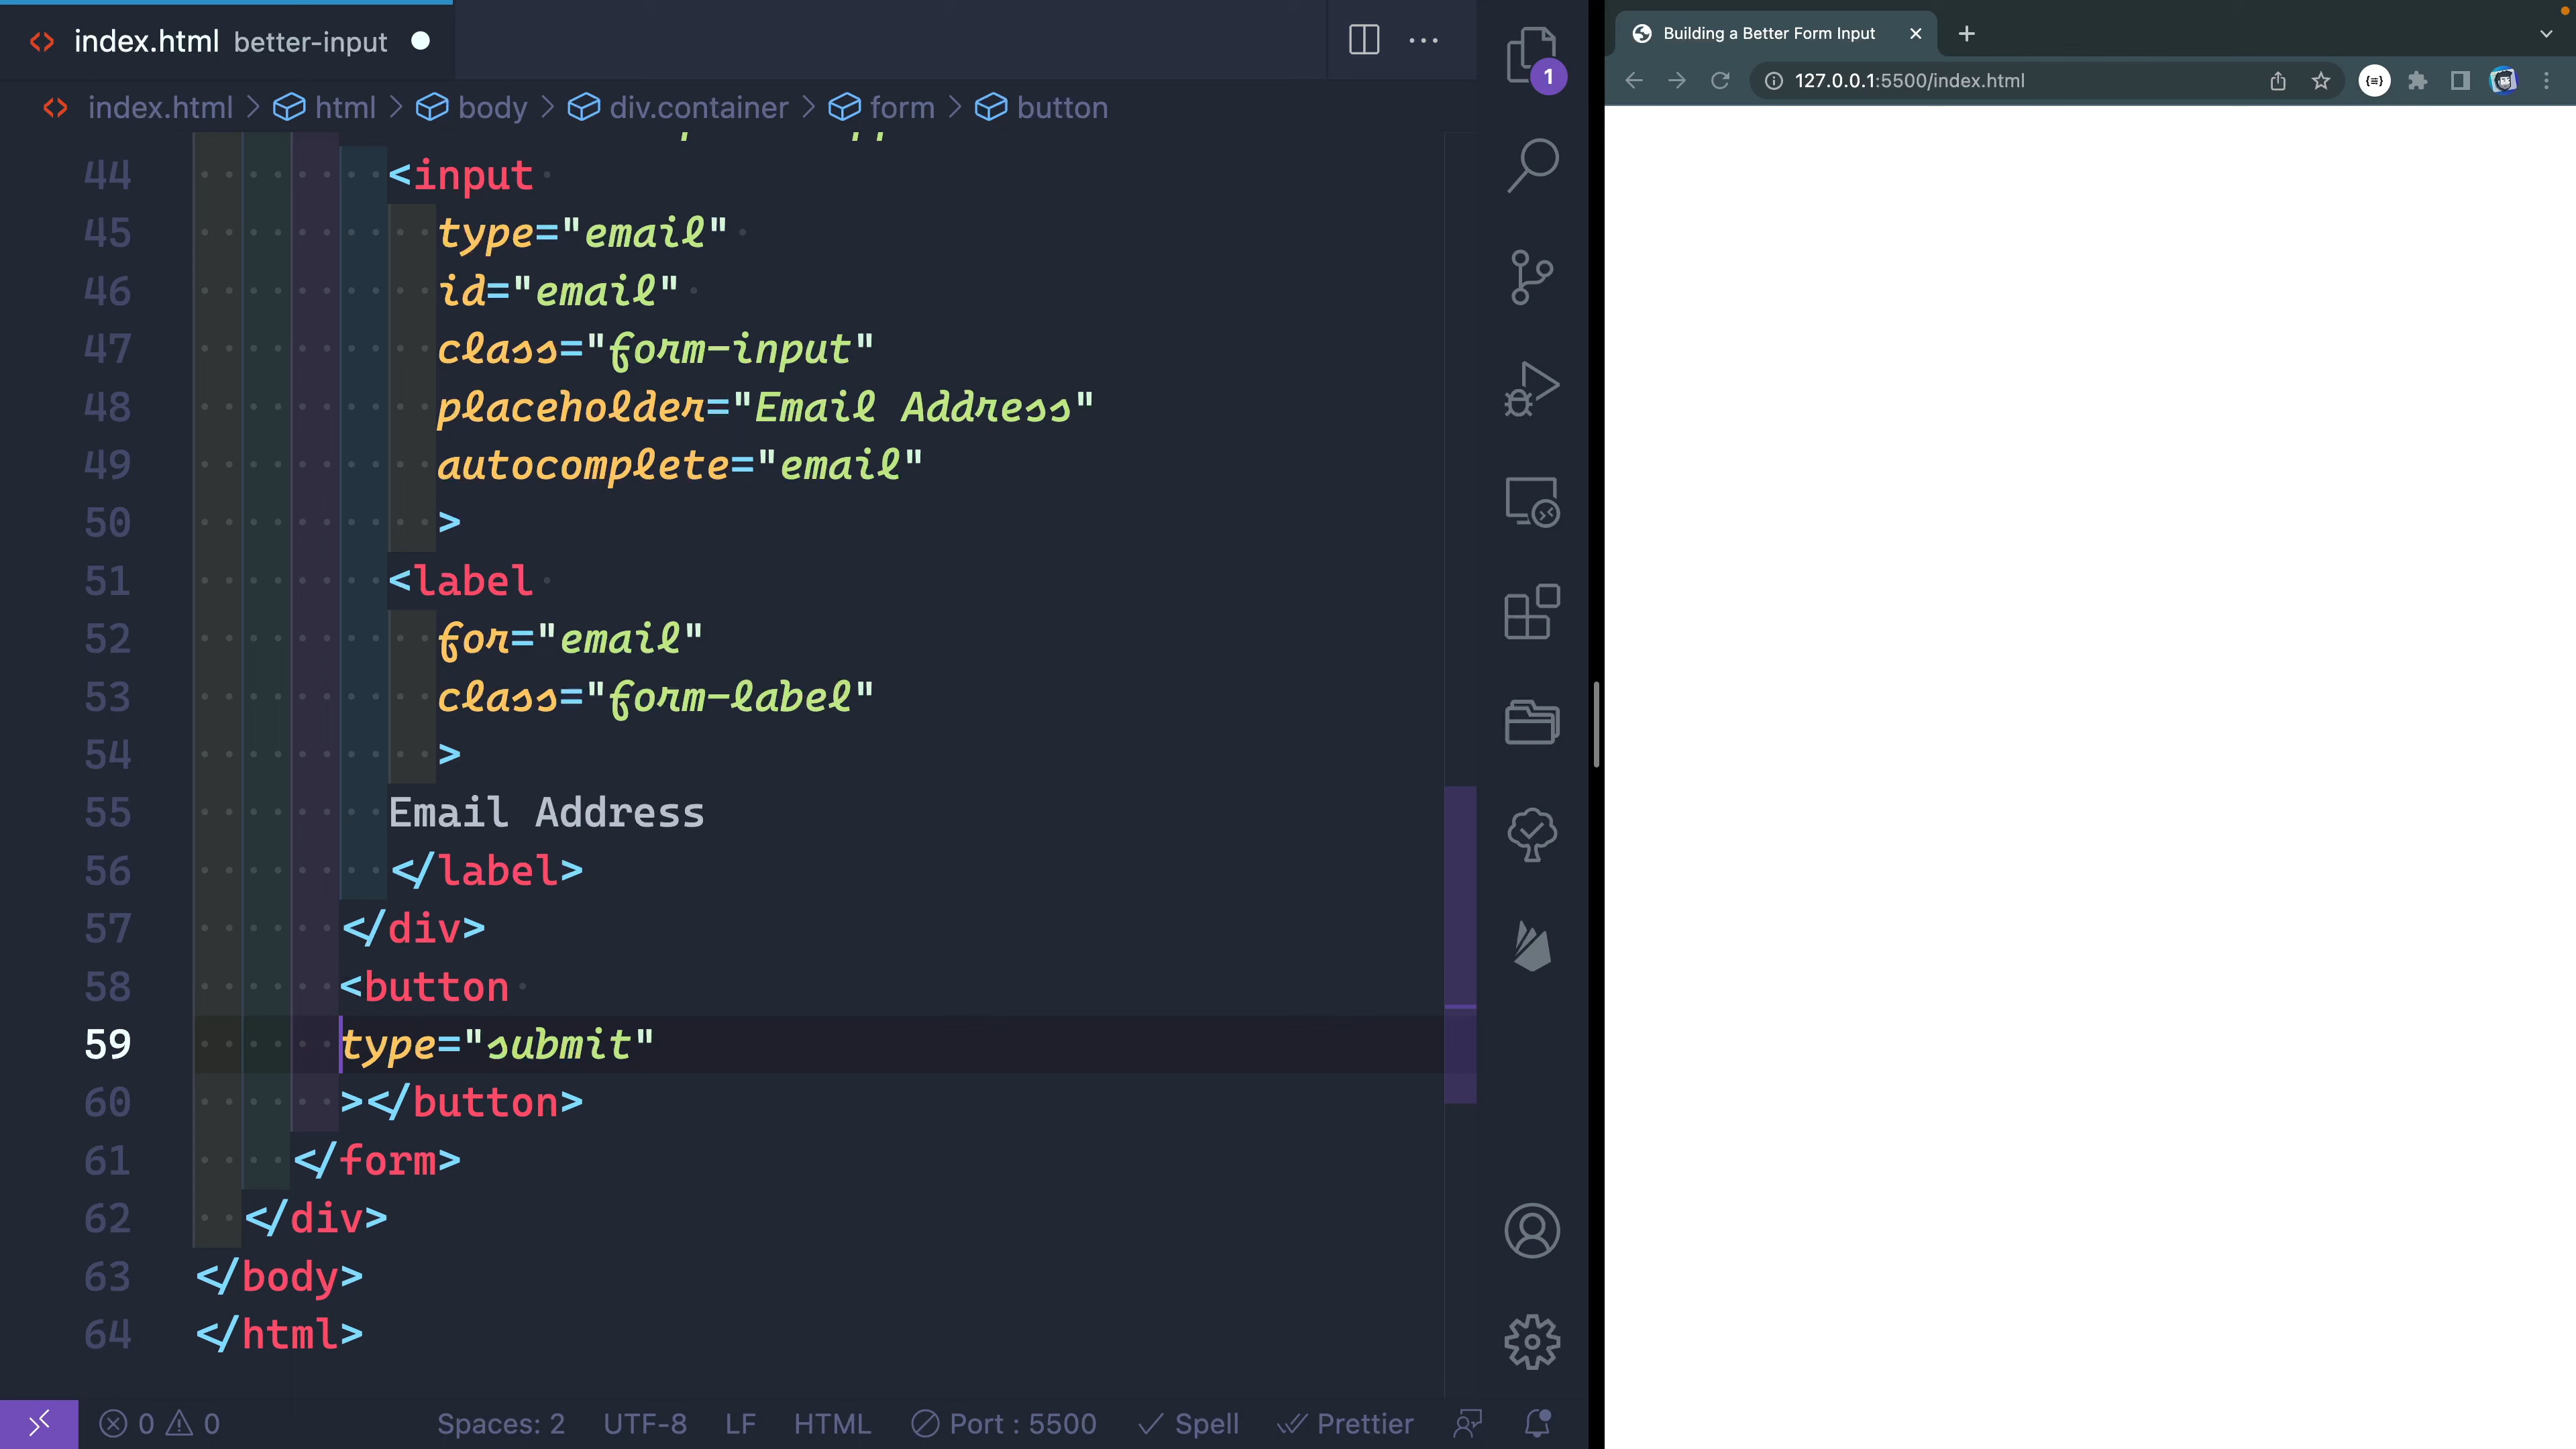 index.html better-input
index.html > html > body > div.container > form > button
44 <input
45 type="email"
46 id="email"
47 class="form-input"
48 placeholder="Email Address"
49 autocomplete="email"
50 >
51 <label
52 for="email"
53 class="form-label"
54 >
55 Email Address
56 </label>
57 </div>
58 <button
59 type="submit"
60 ></button>
61 </form>
62 </div>
63 </body>
64 </html>
0 0 Spaces: 2 UTF-8 LF HTML Port : 5500 Spell Prettier
1
Building a Better Form Input
127.0.0.1:5500/index.html